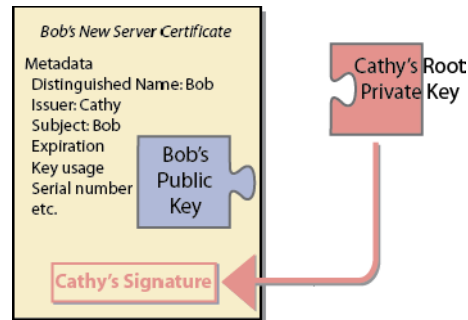 Bob's New Server Certificate
Metadata
Distinguished Name: Bob
Issuer: Cathy
Subject: Bob
Expiration
Key usage
Serial number
etc.
Bob's
Public
Key
Cathy's Signature
Cathy's Root
Private Key